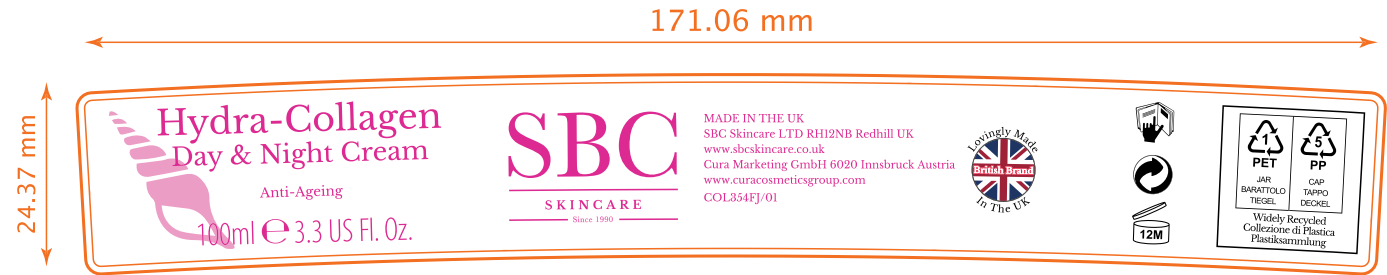 171.06 mm
24.37 mm
Hydra-Collagen
Day & Night Cream
Anti-Ageing
100ml ℮ 3.3 US Fl. Oz.
SBC
SKINCARE
Since 1990
MADE IN THE UK
SBC Skincare LTD RH12NB Redhill UK
www.sbcskincare.co.uk
Cura Marketing GmbH 6020 Innsbruck Austria
www.curacosmeticsgroup.com
COL354FJ/01
Lovingly Made
British Brand
In The UK
12M
1
PET
JAR
BARATTOLO
TIEGEL
5
PP
CAP
TAPPO
DECKEL
Widely Recycled
Collezione di Plastica
Plastiksammlung